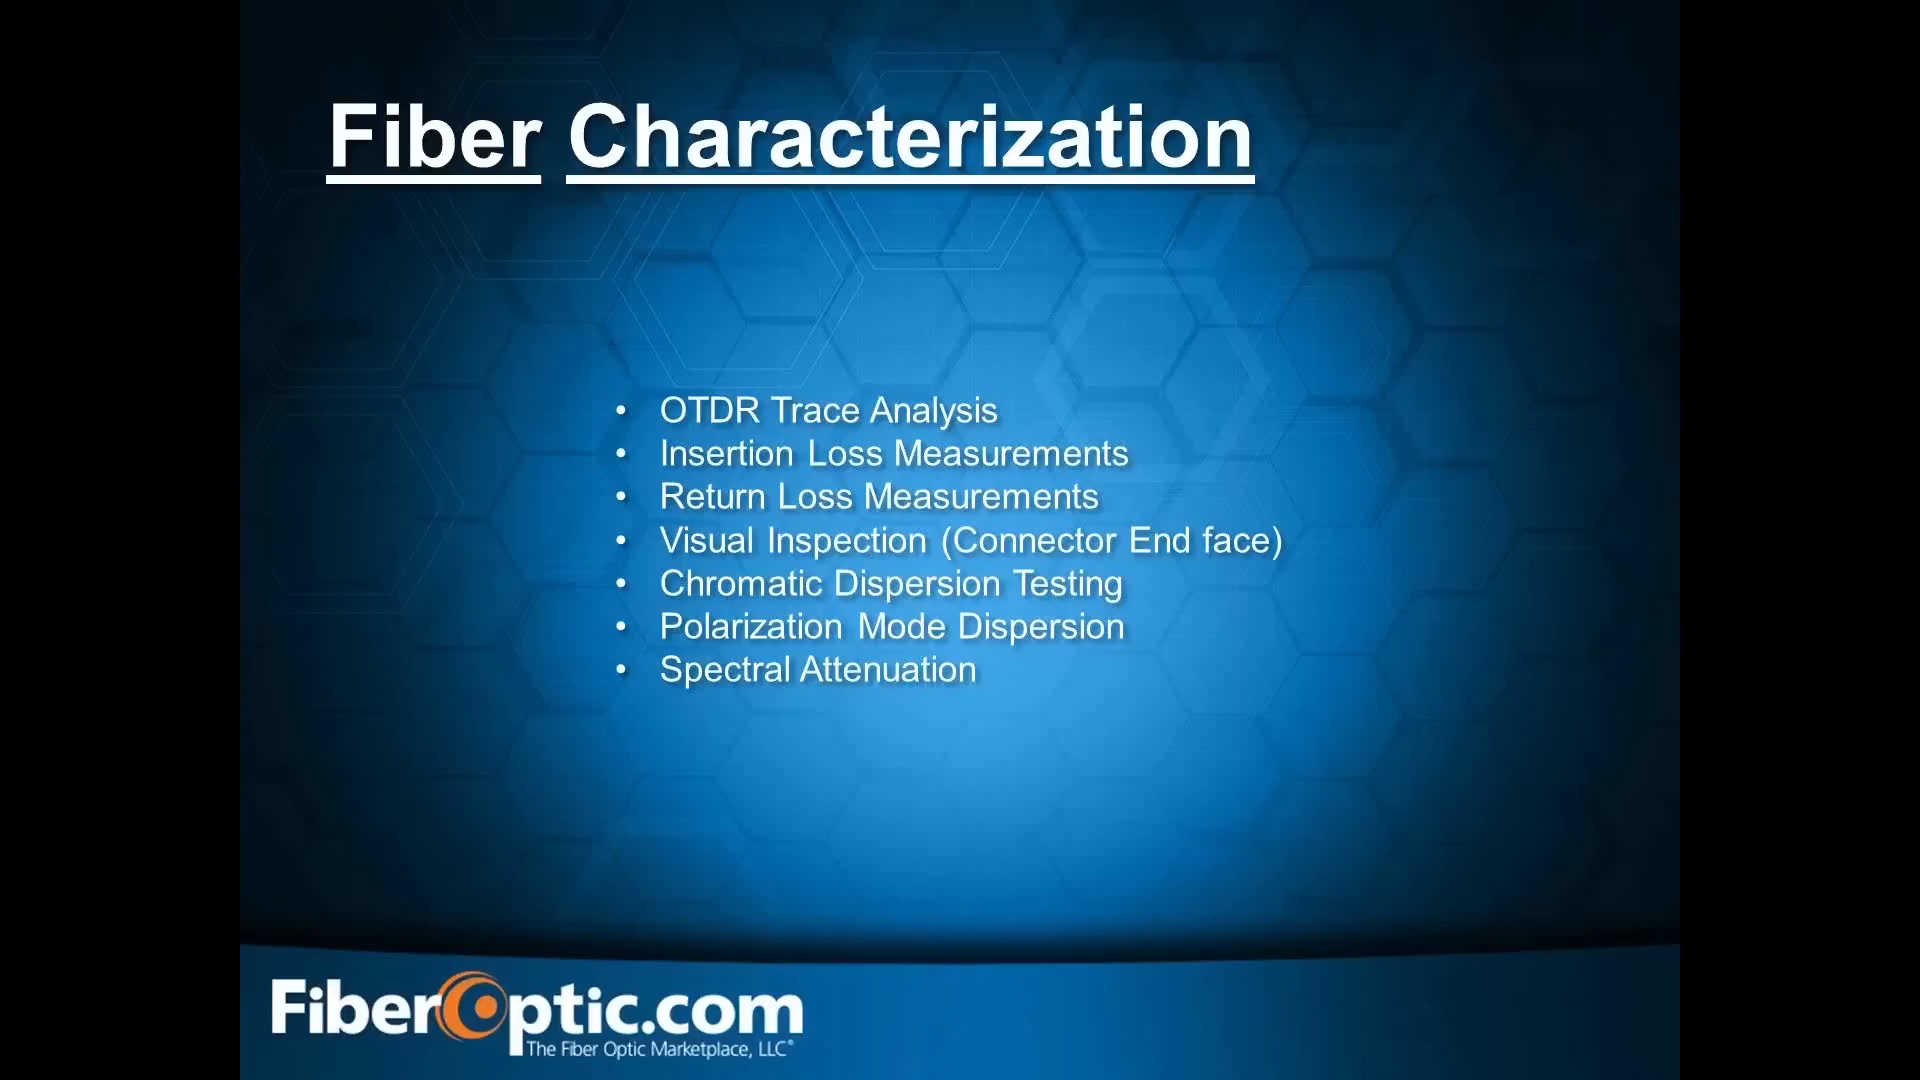 Fiber Characterization
• OTDR Trace Analysis
• Insertion Loss Measurements
• Return Loss Measurements
• Visual Inspection (Connector End face)
• Chromatic Dispersion Testing
• Polarization Mode Dispersion
• Spectral Attenuation
FiberOptic.com
The Fiber Optic Marketplace, LLC®